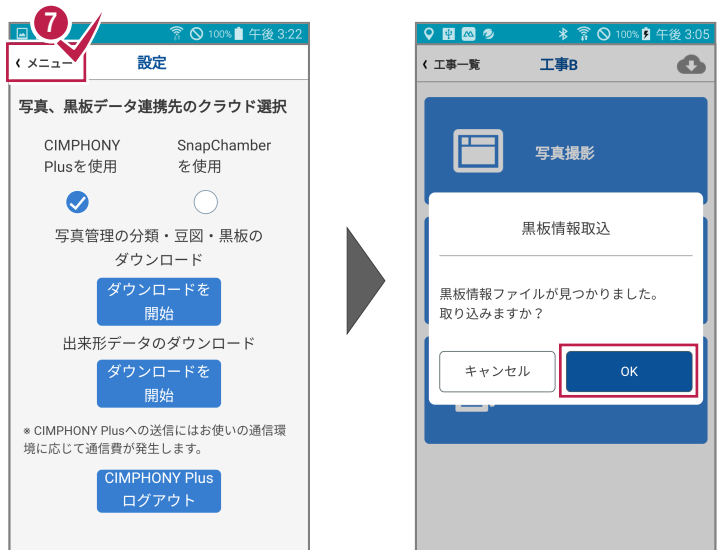 7
100% 午後 3:22
メニュー 設定
写真、黒板データ連携先のクラウド選択
CIMPHONY
Plusを使用
SnapChamber
を使用
写真管理の分類・豆図・黒板の
ダウンロード
ダウンロードを
開始
出来形データのダウンロード
ダウンロードを
開始
※ CIMPHONY Plusへの送信にはお使いの通信環
境に応じて通信費が発生します。
CIMPHONY Plus
ログアウト
100% 午後 3:05
工事一覧 工事B
写真撮影
黒板情報取込
黒板情報ファイルが見つかりました。
取り込みますか？
キャンセル OK